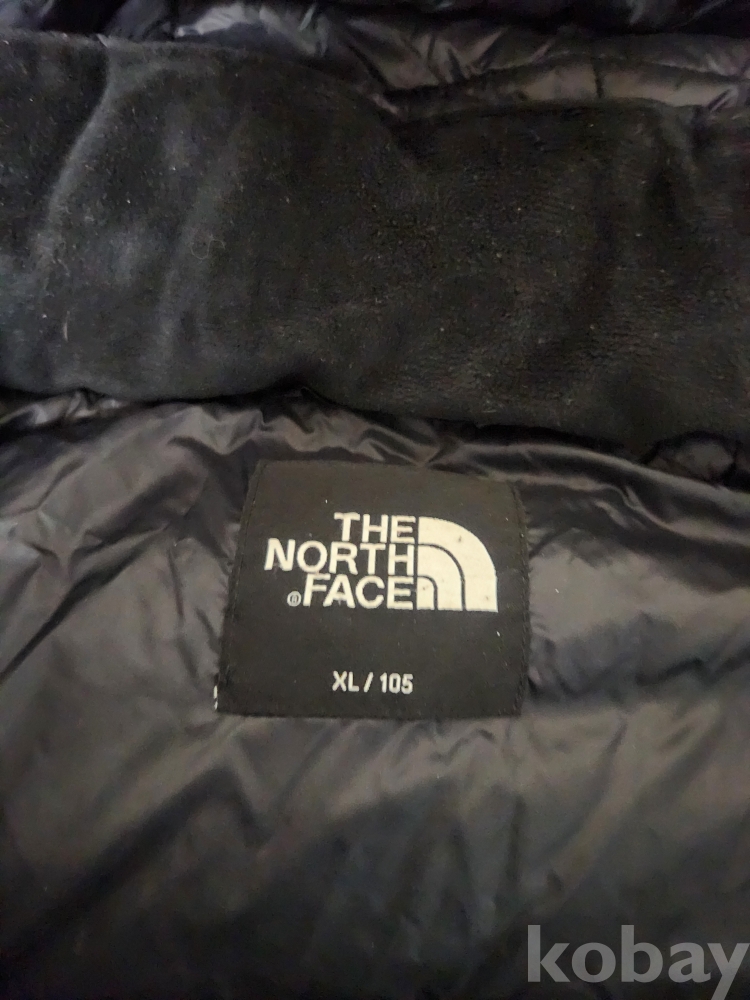 THE
NORTH
®FACE
XL / 105
kobay